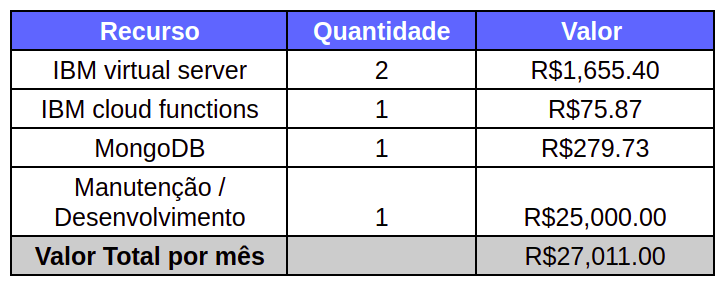 Recurso Quantidade Valor
IBM virtual server 2 R$1,655.40
IBM cloud functions 1 R$75.87
MongoDB 1 R$279.73
Manutenção /
Desenvolvimento 1 R$25,000.00
Valor Total por mês R$27,011.00